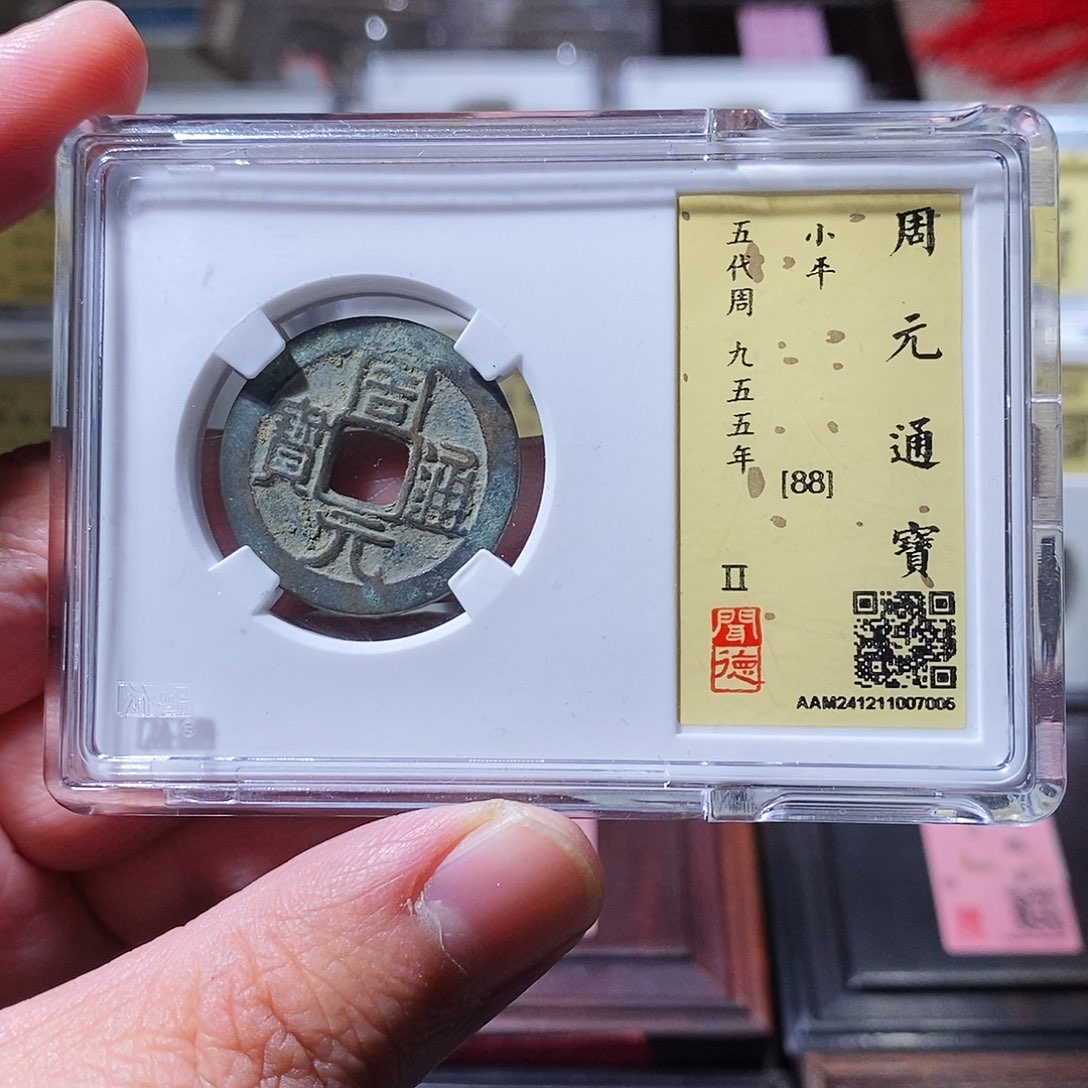 周元通寶
周元通寶
小平
[88]
五代周 九五五年
II
聞德
AAM241211007005